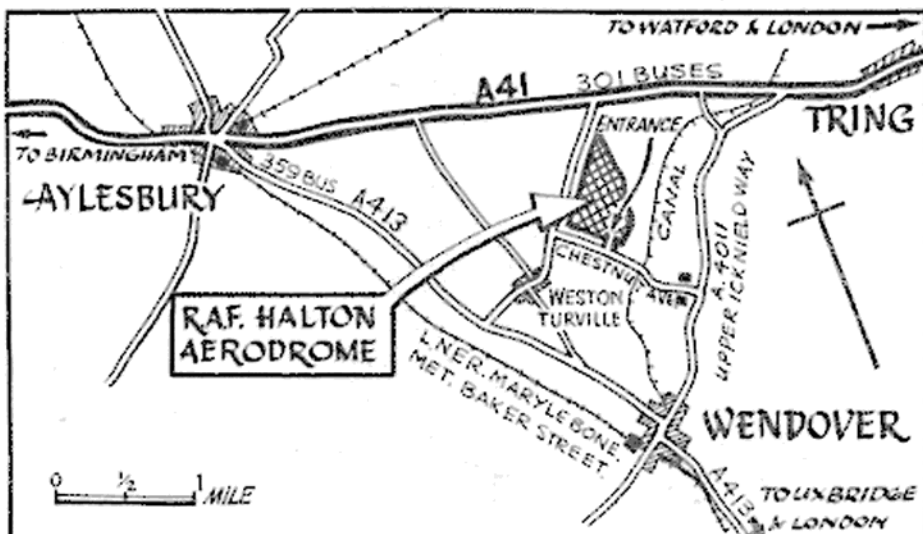 TO WATFORD & LONDON
A41
301 BUSES
TRING
ENTRANCE
TO BIRMINGHAM
AYLESBURY
359 BUS
A413
CANAL
UPPER ICKNIELD WAY
A.4011
CHESTNUT AVE
WESTON
TURVILLE
R.A.F. HALTON
AERODROME
L.N.E.R. MARYLEBONE.
MET. BAKER STREET.
WENDOVER
0 ½ 1
MILE
A413
TO UXBRIDGE
& LONDON